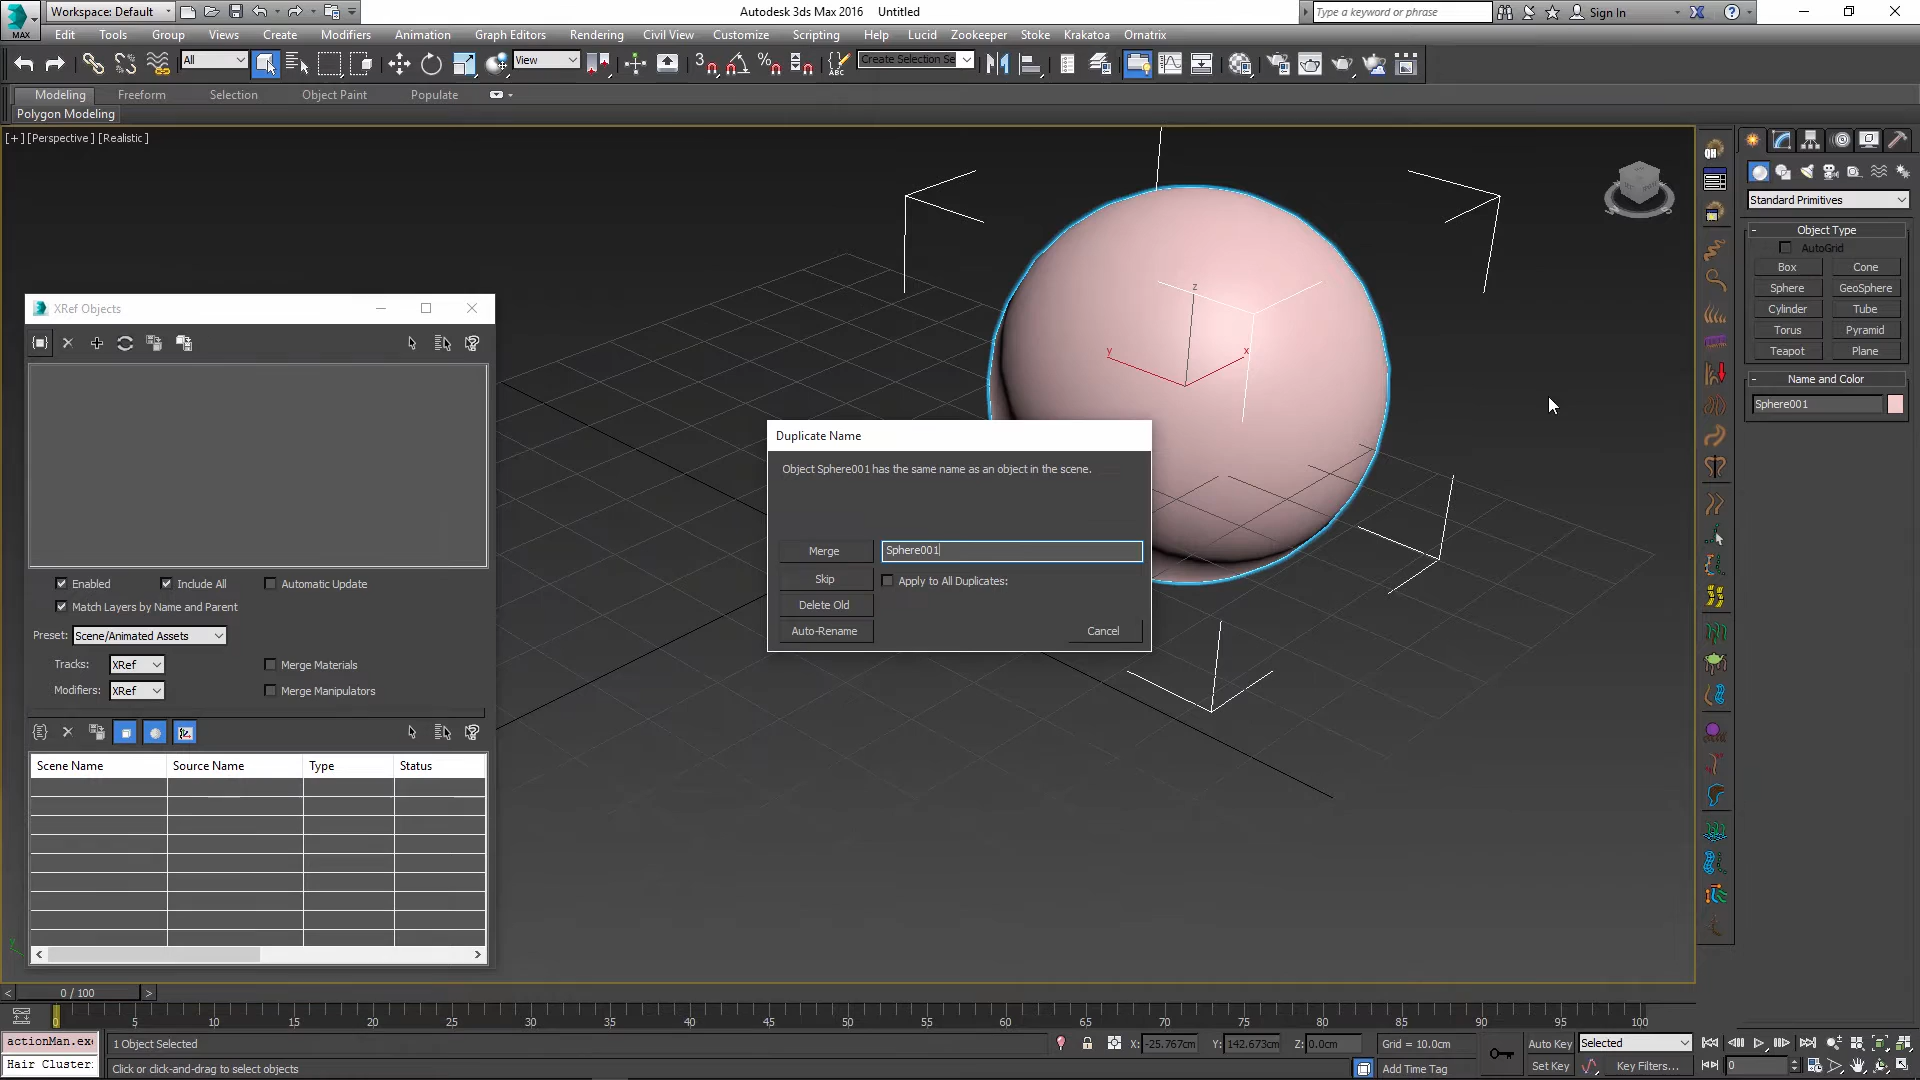 Workspace: Default
Autodesk 3ds Max 2016 Untitled
Type a keyword or phrase
Sign In
MAX
Edit Tools Group Views Create Modifiers Animation Graph Editors Rendering Civil View Customize Scripting Help Lucid Zookeeper Stoke Krakatoa Ornatrix
All
View
3
ABC
Create Selection Se
Modeling Freeform Selection Object Paint Populate
Polygon Modeling
[+] [Perspective] [Realistic]
QH
Standard Primitives
- Object Type
AutoGrid
Box Cone
Sphere GeoSphere
Cylinder Tube
Torus Pyramid
Teapot Plane
- Name and Color
Sphere001
z
y x
XRef Objects
Enabled Include All Automatic Update
Match Layers by Name and Parent
Preset: Scene/Animated Assets
Tracks: XRef Merge Materials
Modifiers: XRef Merge Manipulators
Scene Name Source Name Type Status
Duplicate Name
Object Sphere001 has the same name as an object in the scene.
Merge Sphere001
Skip Apply to All Duplicates:
Delete Old
Auto-Rename Cancel
< 0 / 100 >
0 5 10 15 20 25 30 35 40 45 50 55 60 65 70 75 80 85 90 95 100
actionMan.exe
1 Object Selected
X: -25.767cm Y: 142.673cm Z: 0.0cm
Grid = 10.0cm
Auto Key Selected
Hair Cluster:
Click or click-and-drag to select objects
Add Time Tag
Set Key Key Filters...
0